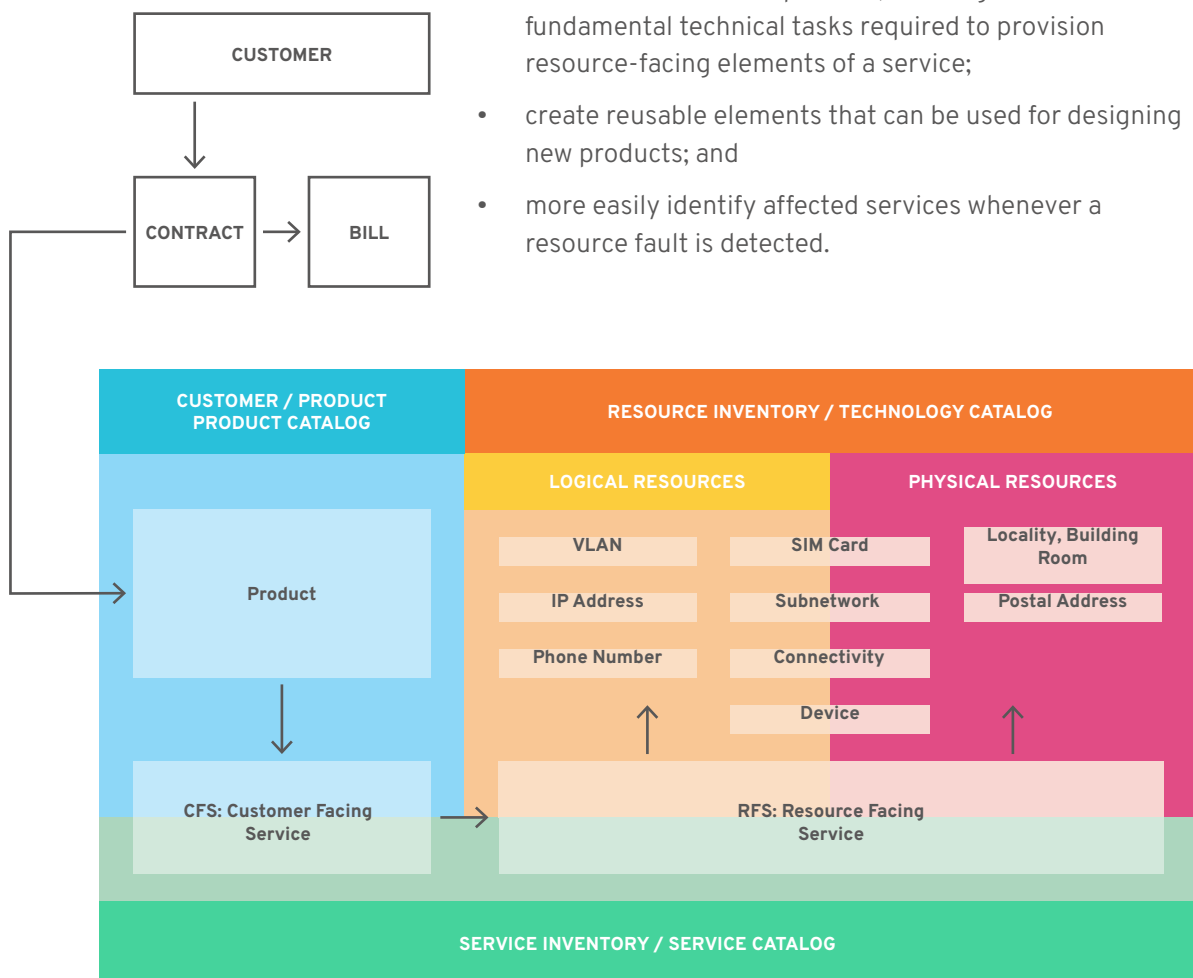 fundamental technical tasks required to provision
resource-facing elements of a service;
• create reusable elements that can be used for designing
new products; and
• more easily identify affected services whenever a
resource fault is detected.
CUSTOMER
CONTRACT
BILL
CUSTOMER / PRODUCT
PRODUCT CATALOG
RESOURCE INVENTORY / TECHNOLOGY CATALOG
LOGICAL RESOURCES
PHYSICAL RESOURCES
Product
VLAN
SIM Card
Locality, Building
Room
IP Address
Subnetwork
Postal Address
Phone Number
Connectivity
Device
CFS: Customer Facing
Service
RFS: Resource Facing
Service
SERVICE INVENTORY / SERVICE CATALOG